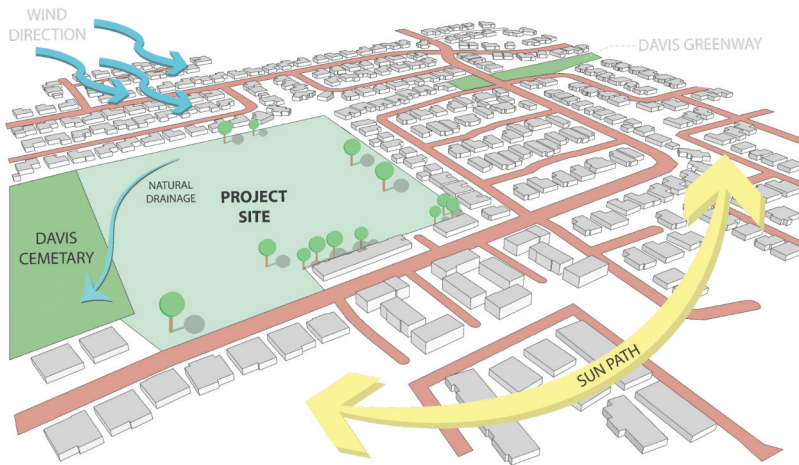 WIND
DIRECTION
DAVIS GREENWAY
NATURAL
DRAINAGE
PROJECT
SITE
DAVIS
CEMETARY
SUN PATH